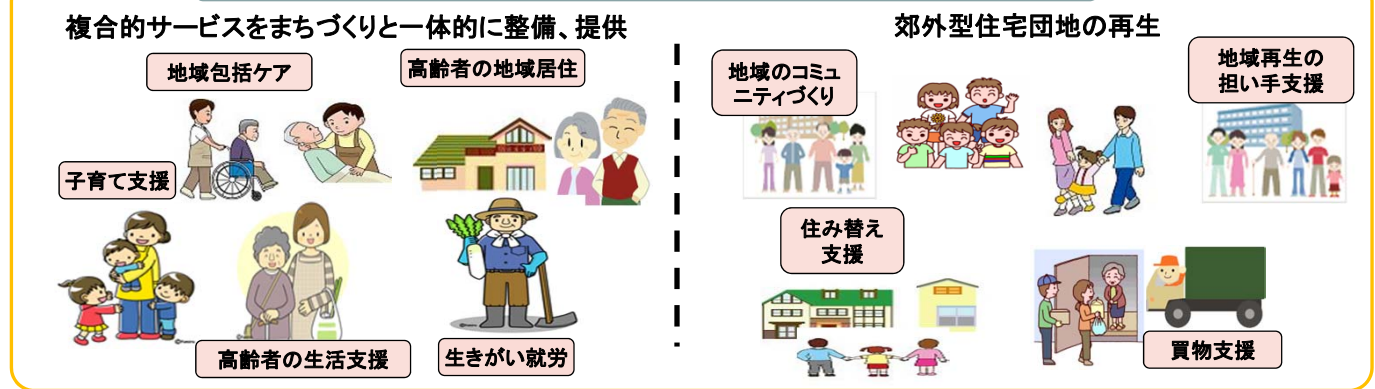 複合的サービスをまちづくりと一体的に整備、提供
地域包括ケア
高齢者の地域居住
子育て支援
高齢者の生活支援
生きがい就労
郊外型住宅団地の再生
地域のコミュ
ニティづくり
地域再生の
担い手支援
住み替え
支援
買物支援